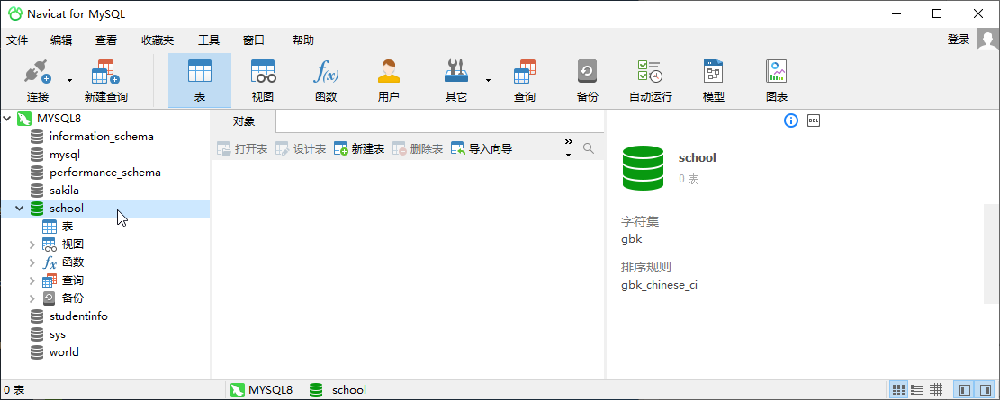 Navicat for MySQL
文件 编辑 查看 收藏夹 工具 窗口 帮助 登录
连接 新建查询 表 视图 函数 用户 其它 查询 备份 自动运行 模型 图表
f(x)
MYSQL8
information_schema
mysql
performance_schema
sakila
school
表
视图
fx 函数
查询
备份
studentinfo
sys
world
对象
打开表 设计表 新建表 删除表 导入向导 »
DDL
school
0 表
字符集
gbk
排序规则
gbk_chinese_ci
0 表 MYSQL8 school